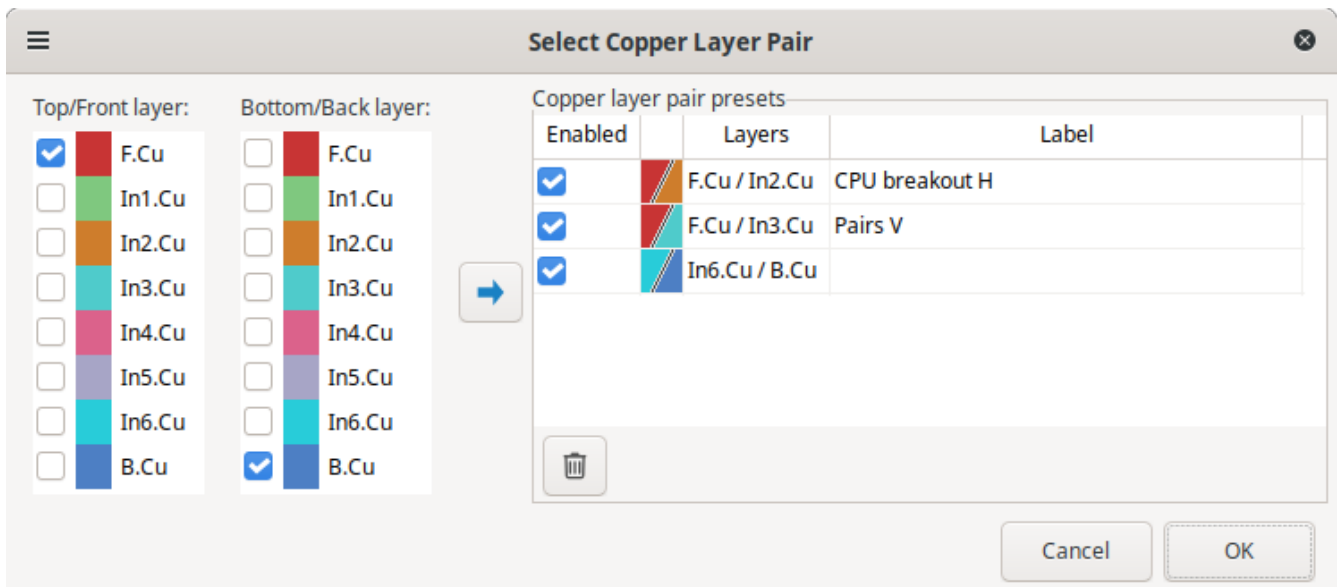 Select Copper Layer Pair
Top/Front layer:
F.Cu
In1.Cu
In2.Cu
In3.Cu
In4.Cu
In5.Cu
In6.Cu
B.Cu
Bottom/Back layer:
F.Cu
In1.Cu
In2.Cu
In3.Cu
In4.Cu
In5.Cu
In6.Cu
B.Cu
Copper layer pair presets
Enabled Layers Label
F.Cu / In2.Cu CPU breakout H
F.Cu / In3.Cu Pairs V
In6.Cu / B.Cu
Cancel OK